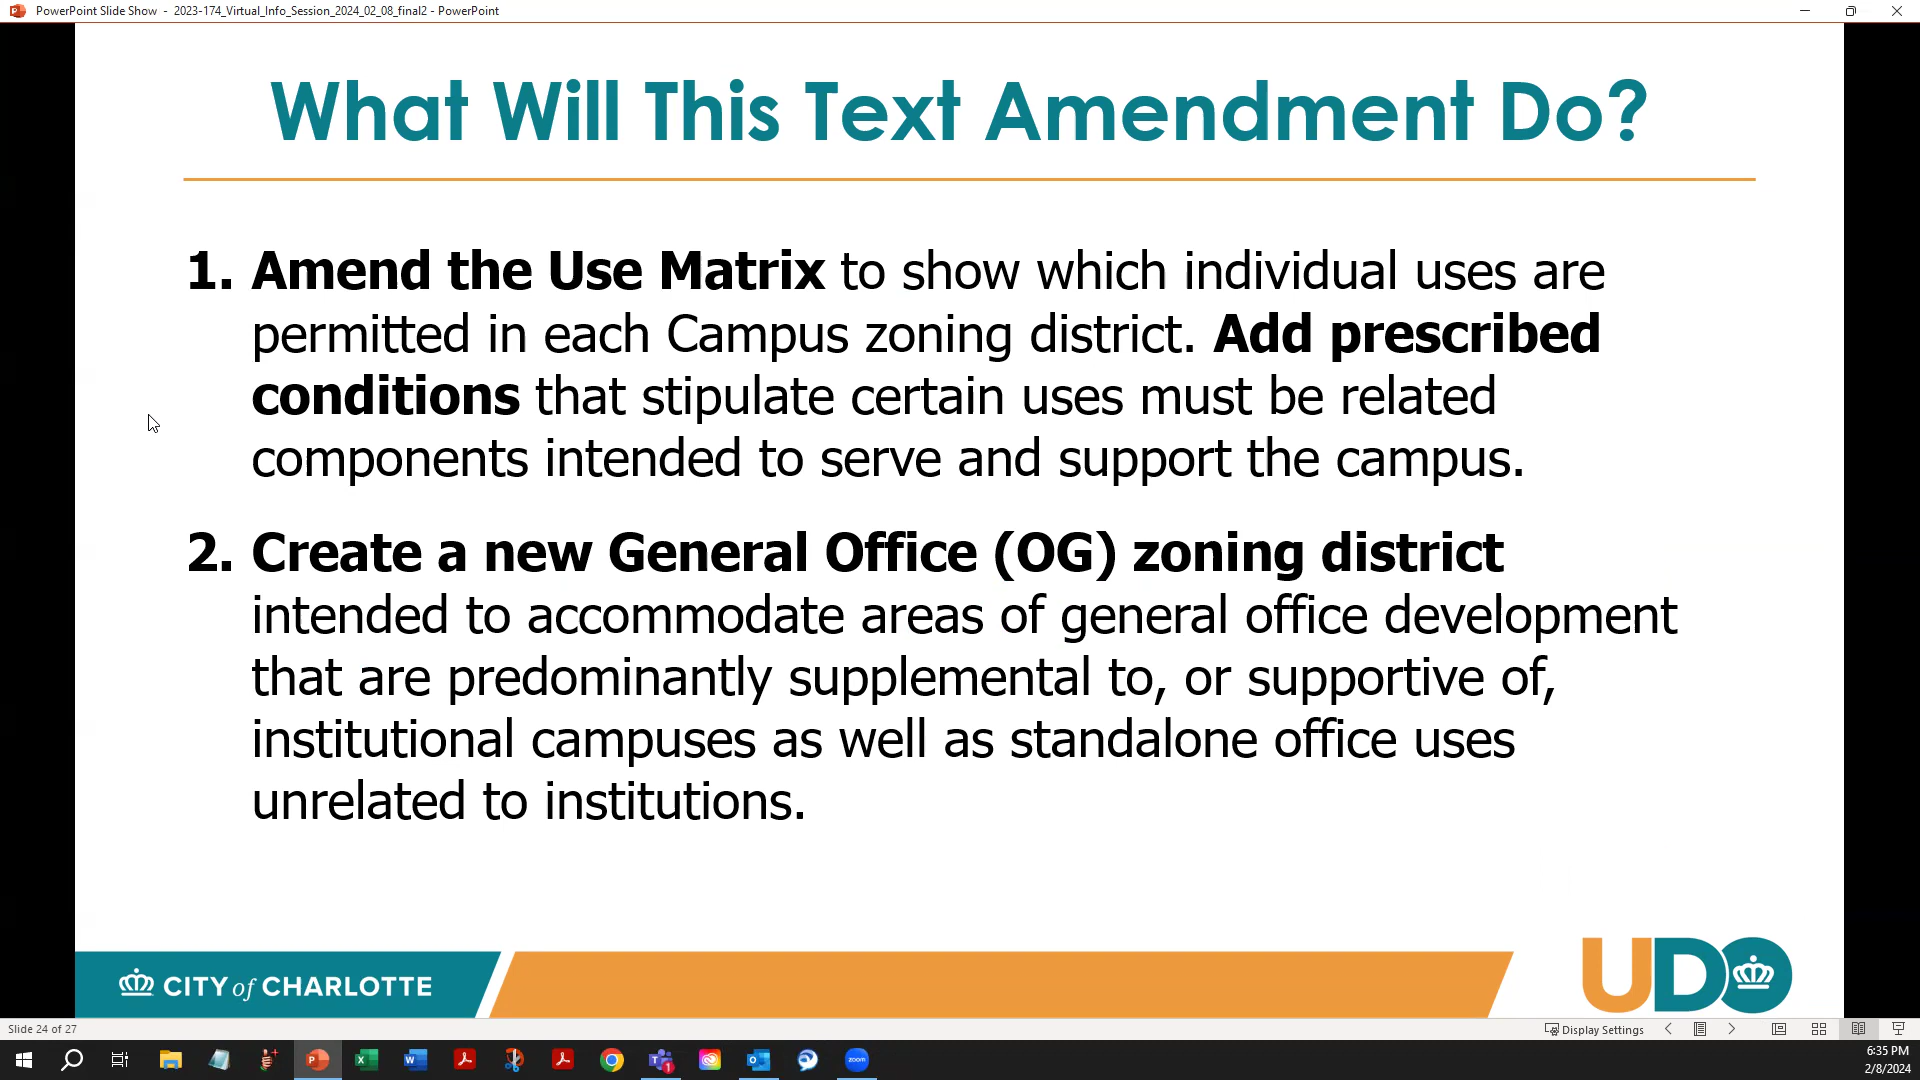 PowerPoint Slide Show - 2023-174_Virtual_Info_Session_2024_02_08_final2 - PowerPoint
What Will This Text Amendment Do?
1. Amend the Use Matrix to show which individual uses are
permitted in each Campus zoning district. Add prescribed
conditions that stipulate certain uses must be related
components intended to serve and support the campus.
2. Create a new General Office (OG) zoning district
intended to accommodate areas of general office development
that are predominantly supplemental to, or supportive of,
institutional campuses as well as standalone office uses
unrelated to institutions.
CITY of CHARLOTTE
UDO
Slide 24 of 27
Display Settings
zoom
1
6:35 PM
2/8/2024